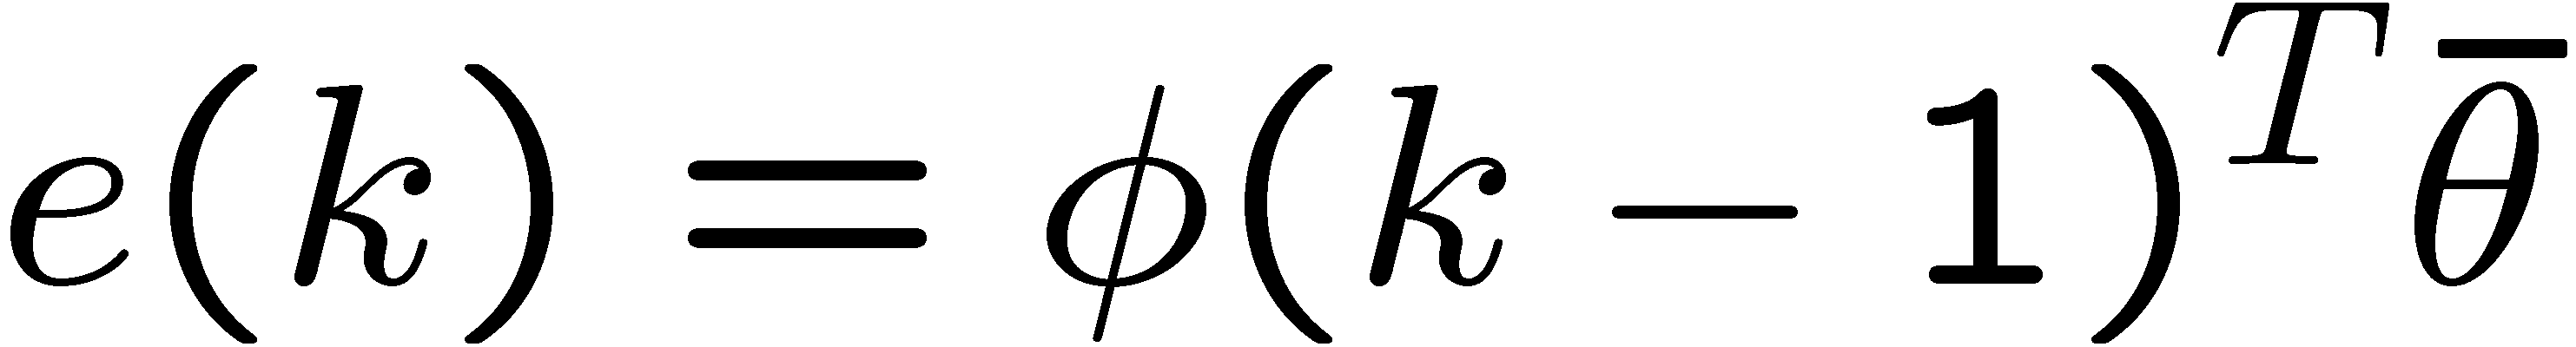 e(k) = ϕ(k − 1)ᵀ θ̅